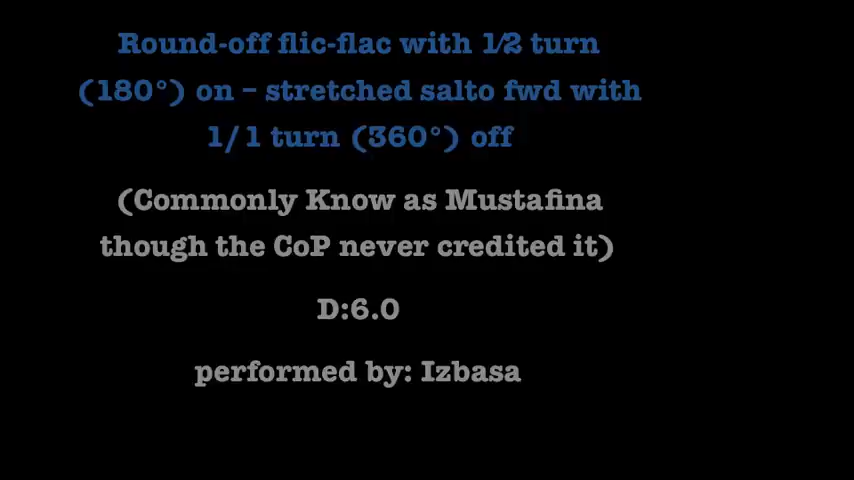 Round-off flic-flac with 1⁄2 turn
(180°) on – stretched salto fwd with
1/1 turn (360°) off
(Commonly Know as Mustafina
though the CoP never credited it)
D:6.0
performed by: Izbasa